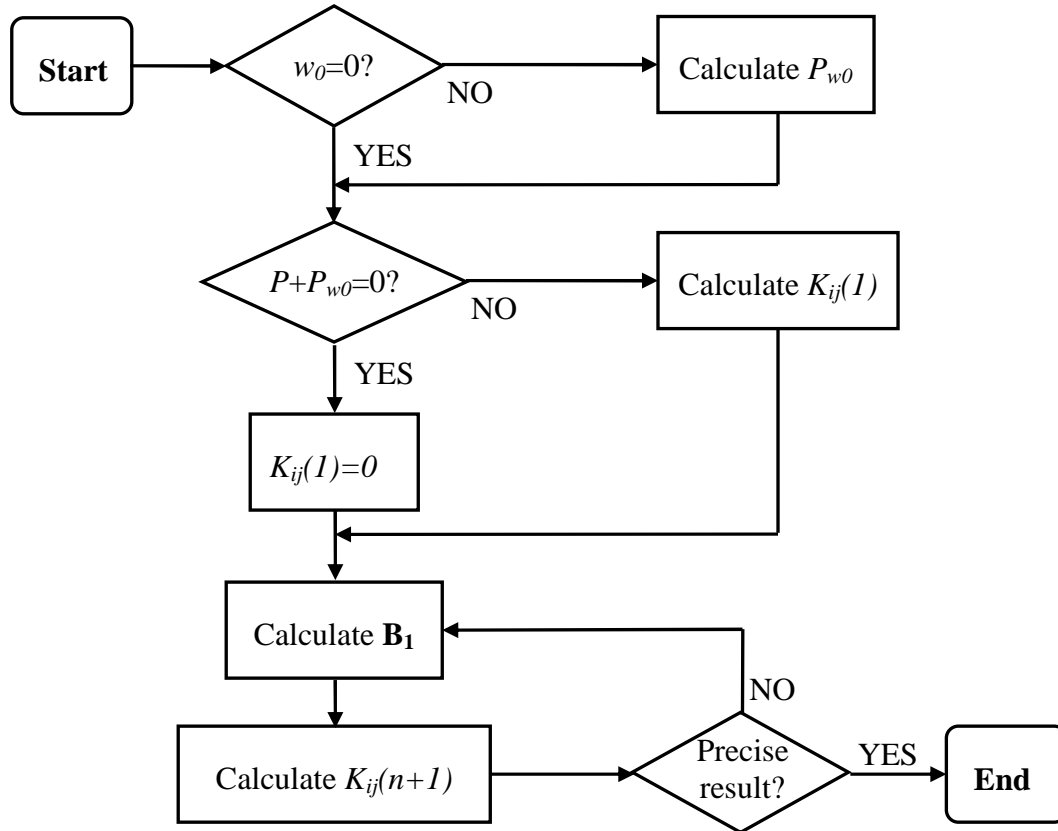 Start
w0=0?
NO
Calculate Pw0
YES
P+Pw0=0?
NO
Calculate Kij(1)
YES
Kij(1)=0
Calculate B1
NO
Calculate Kij(n+1)
Precise
result?
YES
End